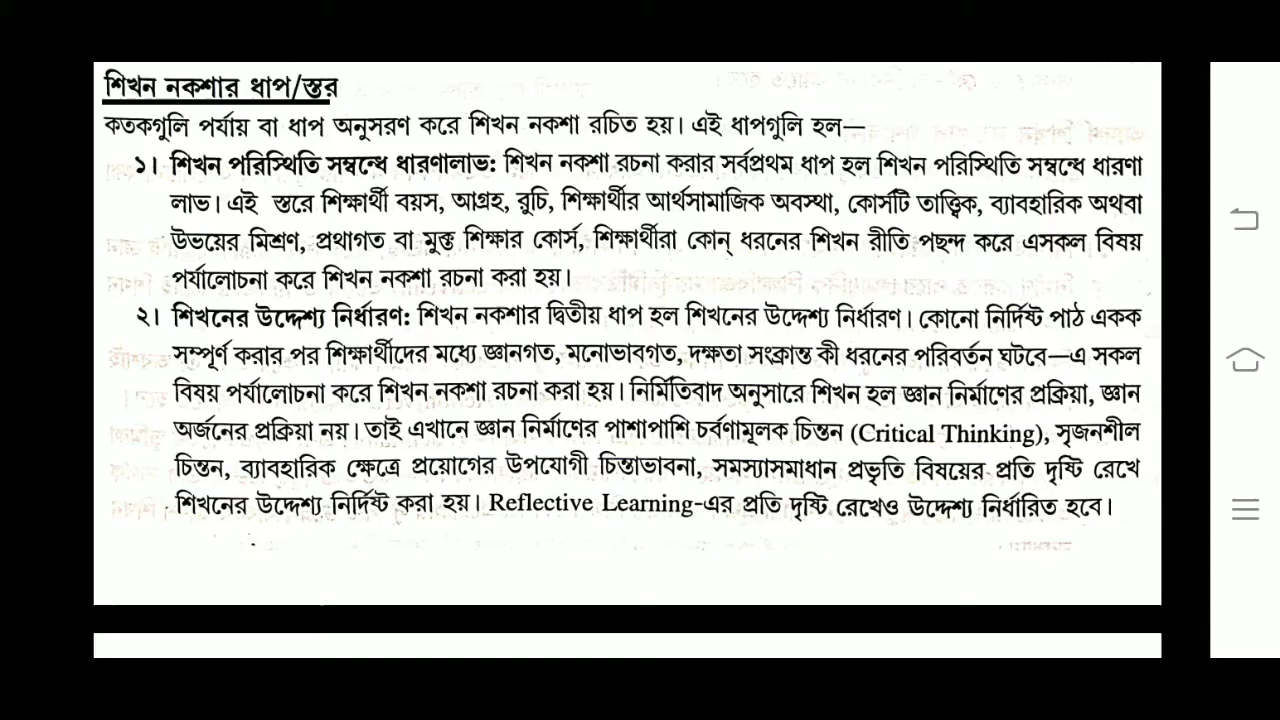 শিখন নকশার ধাপ/স্তর
কতকগুলি পর্যায় বা ধাপ অনুসরণ করে শিখন নকশা রচিত হয়। এই ধাপগুলি হল—
১। শিখন পরিস্থিতি সম্বন্ধে ধারণালাভ: শিখন নকশা রচনা করার সর্বপ্রথম ধাপ হল শিখন পরিস্থিতি সম্বন্ধে ধারণা
লাভ। এই স্তরে শিক্ষার্থী বয়স, আগ্রহ, রুচি, শিক্ষার্থীর আর্থসামাজিক অবস্থা, কোর্সটি তাত্ত্বিক, ব্যাবহারিক অথবা
উভয়ের মিশ্রণ, প্রথাগত বা মুক্ত শিক্ষার কোর্স, শিক্ষার্থীরা কোন্ ধরনের শিখন রীতি পছন্দ করে এসকল বিষয়
পর্যালোচনা করে শিখন নকশা রচনা করা হয়।
২। শিখনের উদ্দেশ্য নির্ধারণ: শিখন নকশার দ্বিতীয় ধাপ হল শিখনের উদ্দেশ্য নির্ধারণ। কোনো নির্দিষ্ট পাঠ একক
সম্পূর্ণ করার পর শিক্ষার্থীদের মধ্যে জ্ঞানগত, মনোভাবগত, দক্ষতা সংক্রান্ত কী ধরনের পরিবর্তন ঘটবে—এ সকল
বিষয় পর্যালোচনা করে শিখন নকশা রচনা করা হয়। নির্মিতিবাদ অনুসারে শিখন হল জ্ঞান নির্মাণের প্রক্রিয়া, জ্ঞান
অর্জনের প্রক্রিয়া নয়। তাই এখানে জ্ঞান নির্মাণের পাশাপাশি চর্বণামূলক চিন্তন (Critical Thinking), সৃজনশীল
চিন্তন, ব্যাবহারিক ক্ষেত্রে প্রয়োগের উপযোগী চিন্তাভাবনা, সমস্যাসমাধান প্রভৃতি বিষয়ের প্রতি দৃষ্টি রেখে
শিখনের উদ্দেশ্য নির্দিষ্ট করা হয়। Reflective Learning-এর প্রতি দৃষ্টি রেখেও উদ্দেশ্য নির্ধারিত হবে।